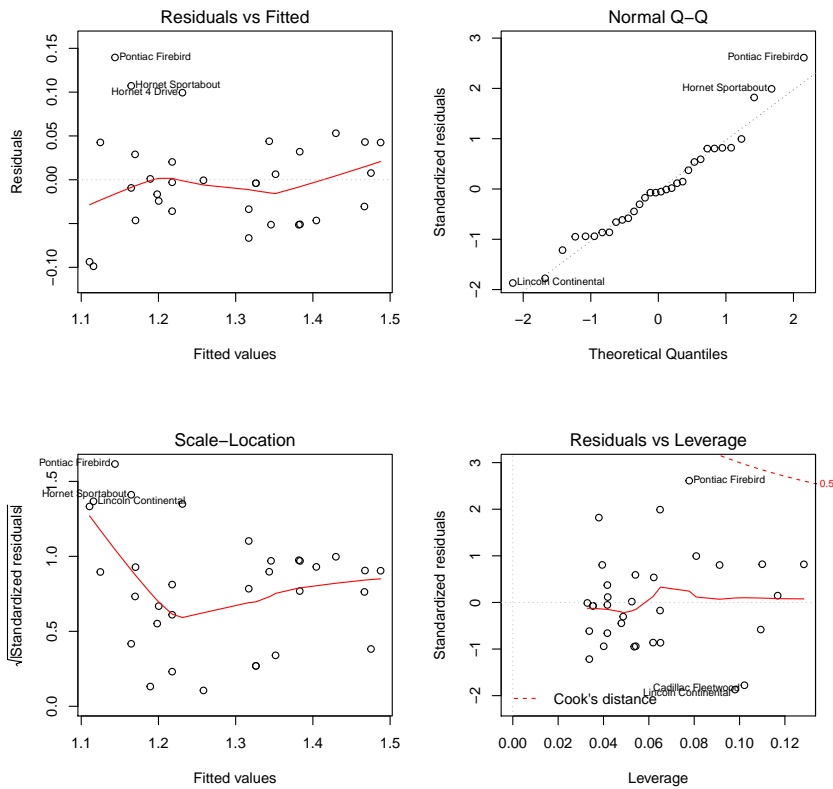 Residuals vs Fitted
Residuals
0.15
0.10
0.05
0.00
−0.10
Pontiac Firebird
Hornet Sportabout
Hornet 4 Drive
1.1 1.2 1.3 1.4 1.5
Fitted values
Normal Q−Q
Standardized residuals
3
2
1
0
−1
−2
Pontiac Firebird
Hornet Sportabout
Lincoln Continental
−2 −1 0 1 2
Theoretical Quantiles
Scale−Location
√|Standardized residuals|
1.5
1.0
0.5
0.0
Pontiac Firebird
Hornet Sportabout
Lincoln Continental
1.1 1.2 1.3 1.4 1.5
Fitted values
Residuals vs Leverage
Standardized residuals
3
2
1
0
−1
−2
0.5
Pontiac Firebird
Cadillac Fleetwood
Lincoln Continental
Cook's distance
0.00 0.02 0.04 0.06 0.08 0.10 0.12
Leverage